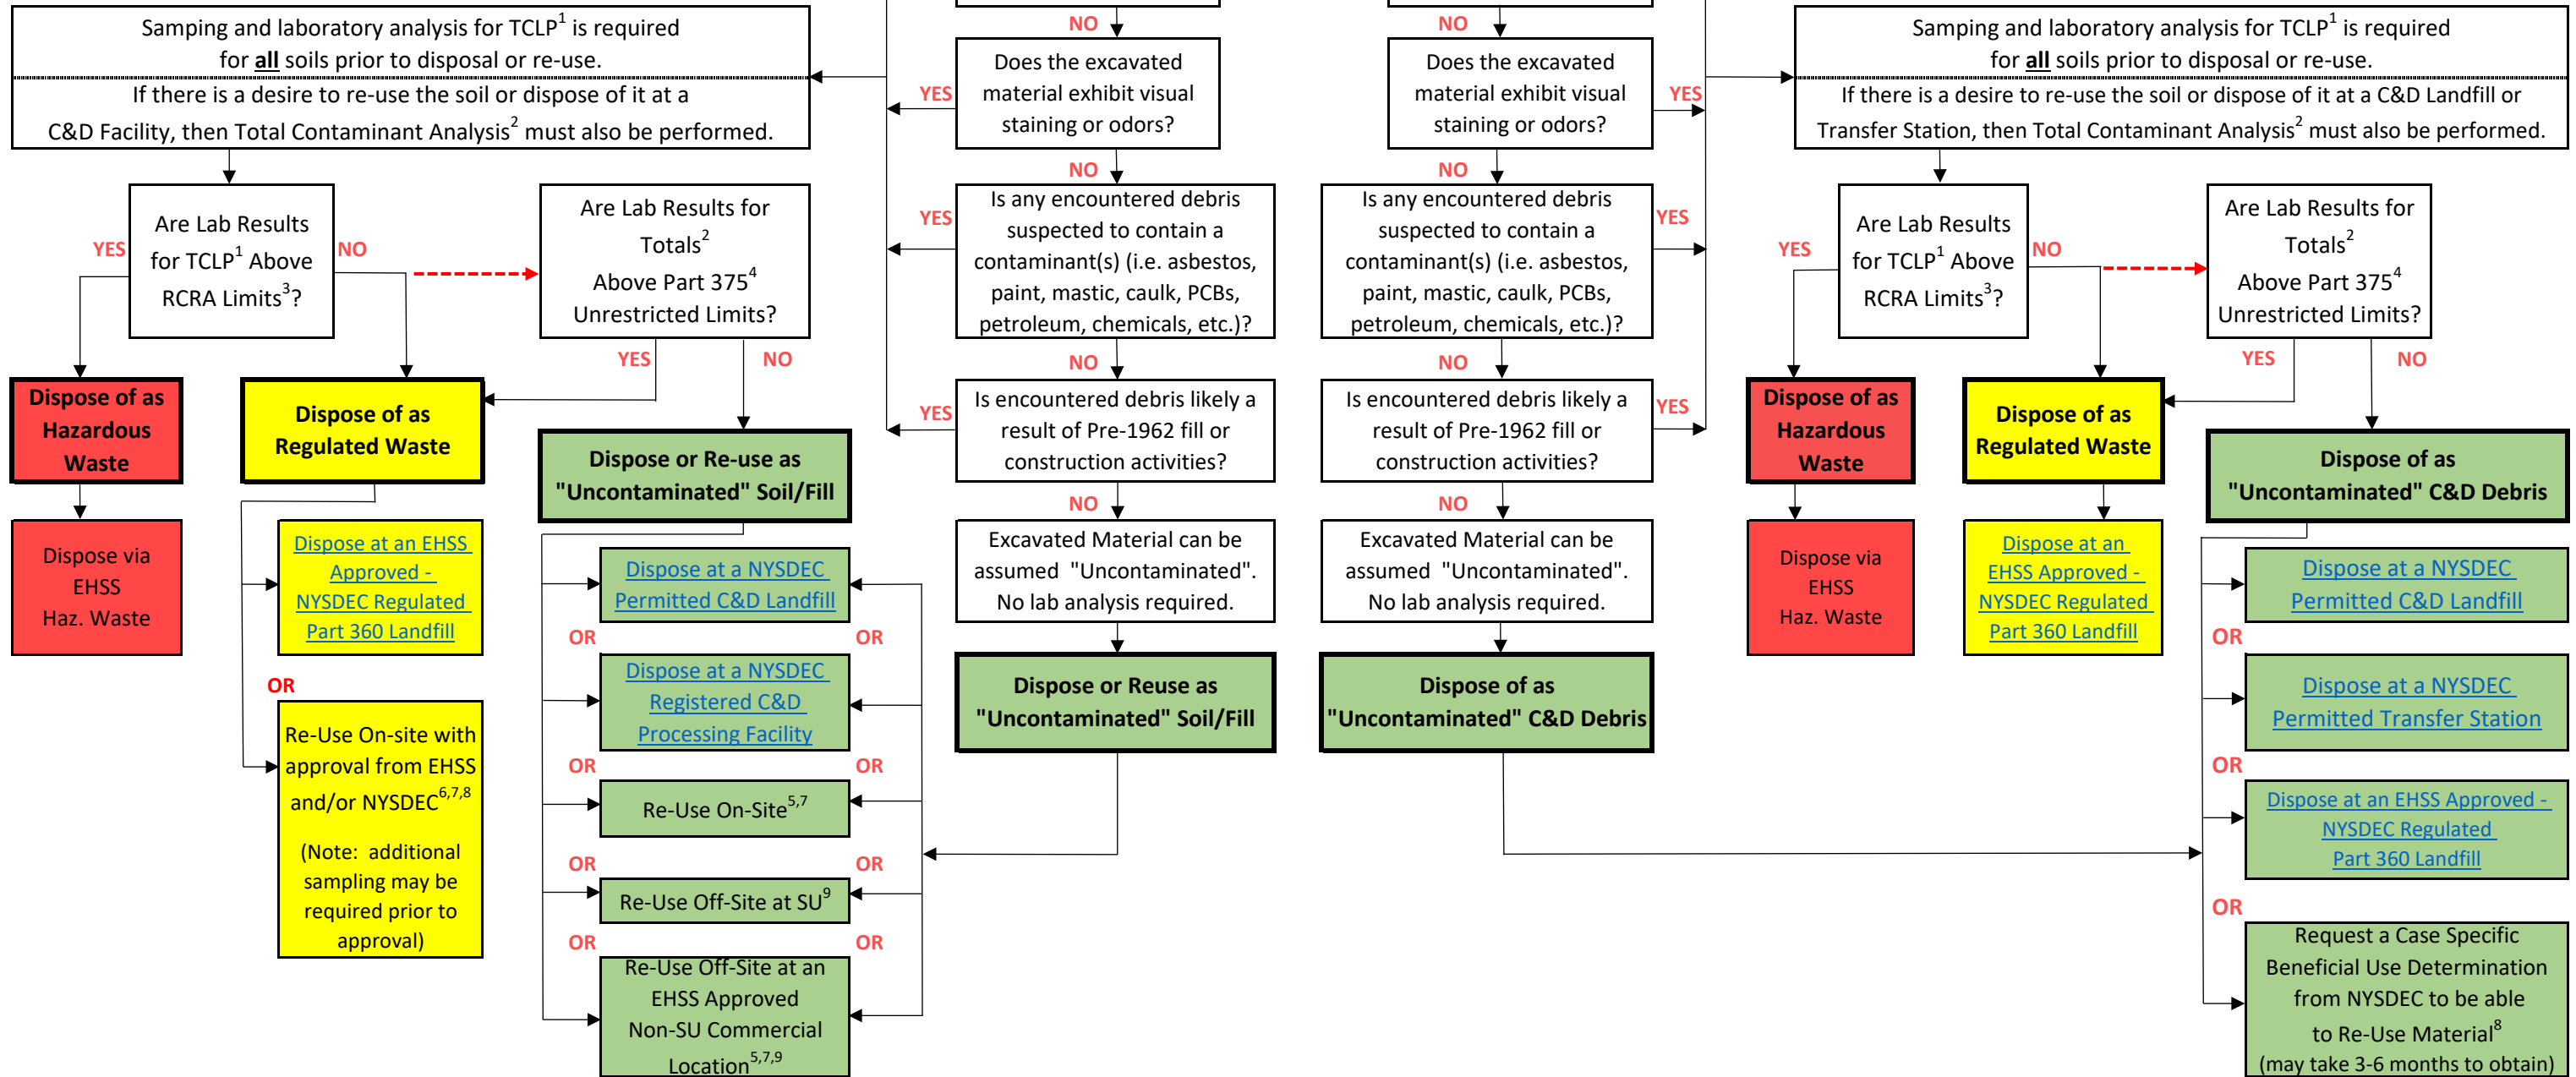 Samping and laboratory analysis for TCLP1 is required
for all soils prior to disposal or re-use.
If there is a desire to re-use the soil or dispose of it at a
C&D Facility, then Total Contaminant Analysis2 must also be performed.
YES
Are Lab Results
for TCLP1 Above
RCRA Limits3?
NO
Are Lab Results for
Totals2
Above Part 3754
Unrestricted Limits?
YES
NO
Dispose of as
Hazardous
Waste
Dispose of as
Regulated Waste
Dispose or Re-use as
"Uncontaminated" Soil/Fill
Dispose via
EHSS
Haz. Waste
Dispose at an EHSS
Approved -
NYSDEC Regulated
Part 360 Landfill
OR
Re-Use On-site with
approval from EHSS
and/or NYSDEC6,7,8
(Note: additional
sampling may be
required prior to
approval)
Dispose at a NYSDEC
Permitted C&D Landfill
OR
OR
Dispose at a NYSDEC
Registered C&D
Processing Facility
OR
OR
Re-Use On-Site5,7
OR
OR
Re-Use Off-Site at SU9
OR
OR
Re-Use Off-Site at an
EHSS Approved
Non-SU Commercial
Location5,7,9
NO
Does the excavated
material exhibit visual
staining or odors?
YES
NO
Is any encountered debris
suspected to contain a
contaminant(s) (i.e. asbestos,
paint, mastic, caulk, PCBs,
petroleum, chemicals, etc.)?
YES
NO
Is encountered debris likely a
result of Pre-1962 fill or
construction activities?
YES
NO
Excavated Material can be
assumed "Uncontaminated".
No lab analysis required.
Dispose or Reuse as
"Uncontaminated" Soil/Fill
NO
Does the excavated
material exhibit visual
staining or odors?
YES
NO
Is any encountered debris
suspected to contain a
contaminant(s) (i.e. asbestos,
paint, mastic, caulk, PCBs,
petroleum, chemicals, etc.)?
YES
NO
Is encountered debris likely a
result of Pre-1962 fill or
construction activities?
YES
NO
Excavated Material can be
assumed "Uncontaminated".
No lab analysis required.
Dispose of as
"Uncontaminated" C&D Debris
Samping and laboratory analysis for TCLP1 is required
for all soils prior to disposal or re-use.
If there is a desire to re-use the soil or dispose of it at a C&D Landfill or
Transfer Station, then Total Contaminant Analysis2 must also be performed.
YES
Are Lab Results
for TCLP1 Above
RCRA Limits3?
NO
Are Lab Results for
Totals2
Above Part 3754
Unrestricted Limits?
YES
NO
Dispose of as
Hazardous
Waste
Dispose of as
Regulated Waste
Dispose of as
"Uncontaminated" C&D Debris
Dispose via
EHSS
Haz. Waste
Dispose at an
EHSS Approved -
NYSDEC Regulated
Part 360 Landfill
Dispose at a NYSDEC
Permitted C&D Landfill
OR
Dispose at a NYSDEC
Permitted Transfer Station
OR
Dispose at an EHSS Approved -
NYSDEC Regulated
Part 360 Landfill
OR
Request a Case Specific
Beneficial Use Determination
from NYSDEC to be able
to Re-Use Material8
(may take 3-6 months to obtain)